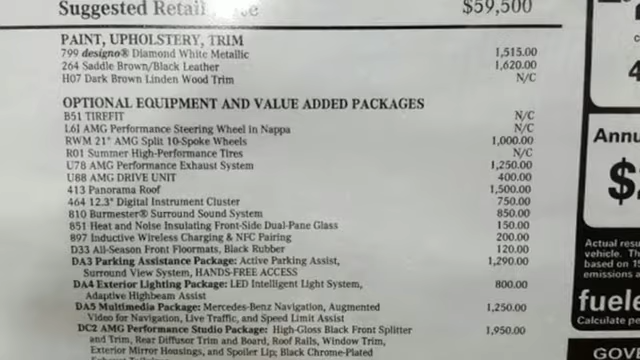 Suggested Retail
$59,500
PAINT, UPHOLSTERY, TRIM
799 designo® Diamond White Metallic 1,515.00
264 Saddle Brown/Black Leather 1,620.00
H07 Dark Brown Linden Wood Trim N/C
OPTIONAL EQUIPMENT AND VALUE ADDED PACKAGES
B51 TIREFIT N/C
L6J AMG Performance Steering Wheel in Nappa N/C
RWM 21" AMG Split 10-Spoke Wheels 1,000.00
R01 Summer High-Performance Tires N/C
U78 AMG Performance Exhaust System 1,250.00
U88 AMG DRIVE UNIT 400.00
413 Panorama Roof 1,500.00
464 12.3" Digital Instrument Cluster 750.00
810 Burmester® Surround Sound System 850.00
851 Heat and Noise Insulating Front-Side Dual-Pane Glass 150.00
897 Inductive Wireless Charging & NFC Pairing 200.00
D33 All-Season Front Floormats, Black Rubber 120.00
DA3 Parking Assistance Package: Active Parking Assist, 1,290.00
Surround View System, HANDS-FREE ACCESS
DA4 Exterior Lighting Package: LED Intelligent Light System, 800.00
Adaptive Highbeam Assist
DA5 Multimedia Package: Mercedes-Benz Navigation, Augmented 1,250.00
Video for Navigation, Live Traffic, and Speed Limit Assist
DC2 AMG Performance Studio Package: High-Gloss Black Front Splitter 1,950.00
and Trim, Rear Diffusor Trim and Board, Roof Rails, Window Trim,
Exterior Mirror Housings, and Spoiler Lip; Black Chrome-Plated
4
Annu
$
Actual resu
vehicle. Th
based on 15
emissions a
fuele
Calculate pe
GOV